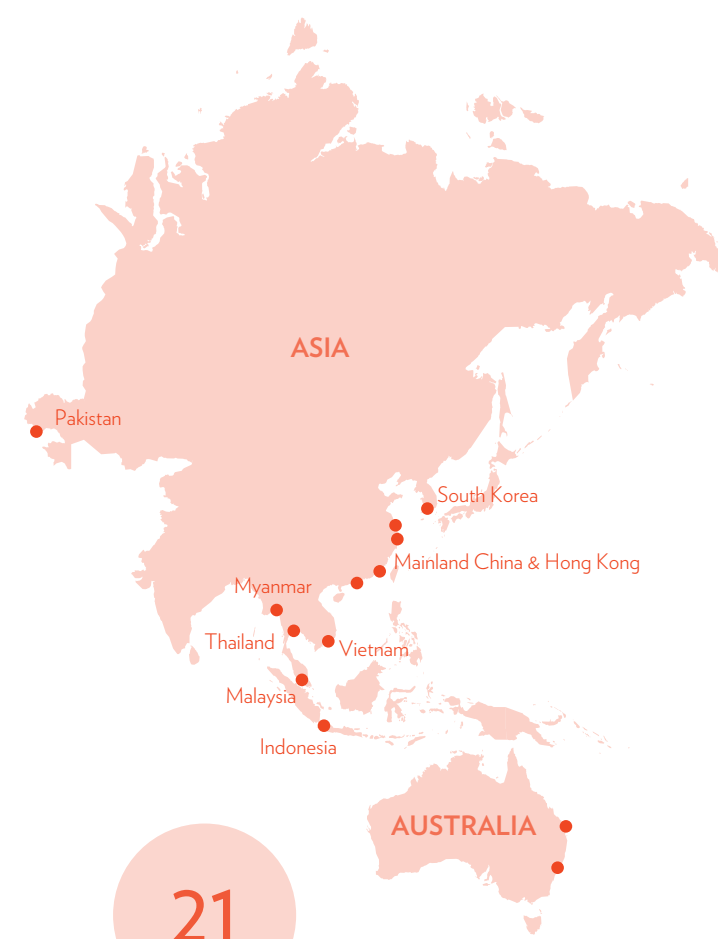 ASIA
Pakistan
South Korea
Mainland China & Hong Kong
Myanmar
Thailand
Vietnam
Malaysia
Indonesia
AUSTRALIA
21